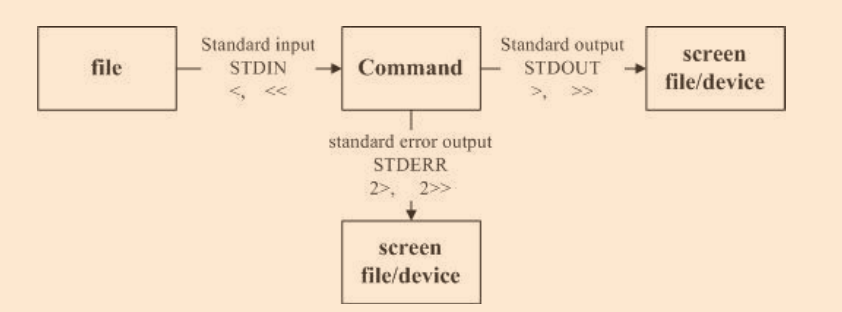 file
Standard input
STDIN
<, <<
Command
Standard output
STDOUT
>, >>
screen
file/device
standard error output
STDERR
2>, 2>>
screen
file/device